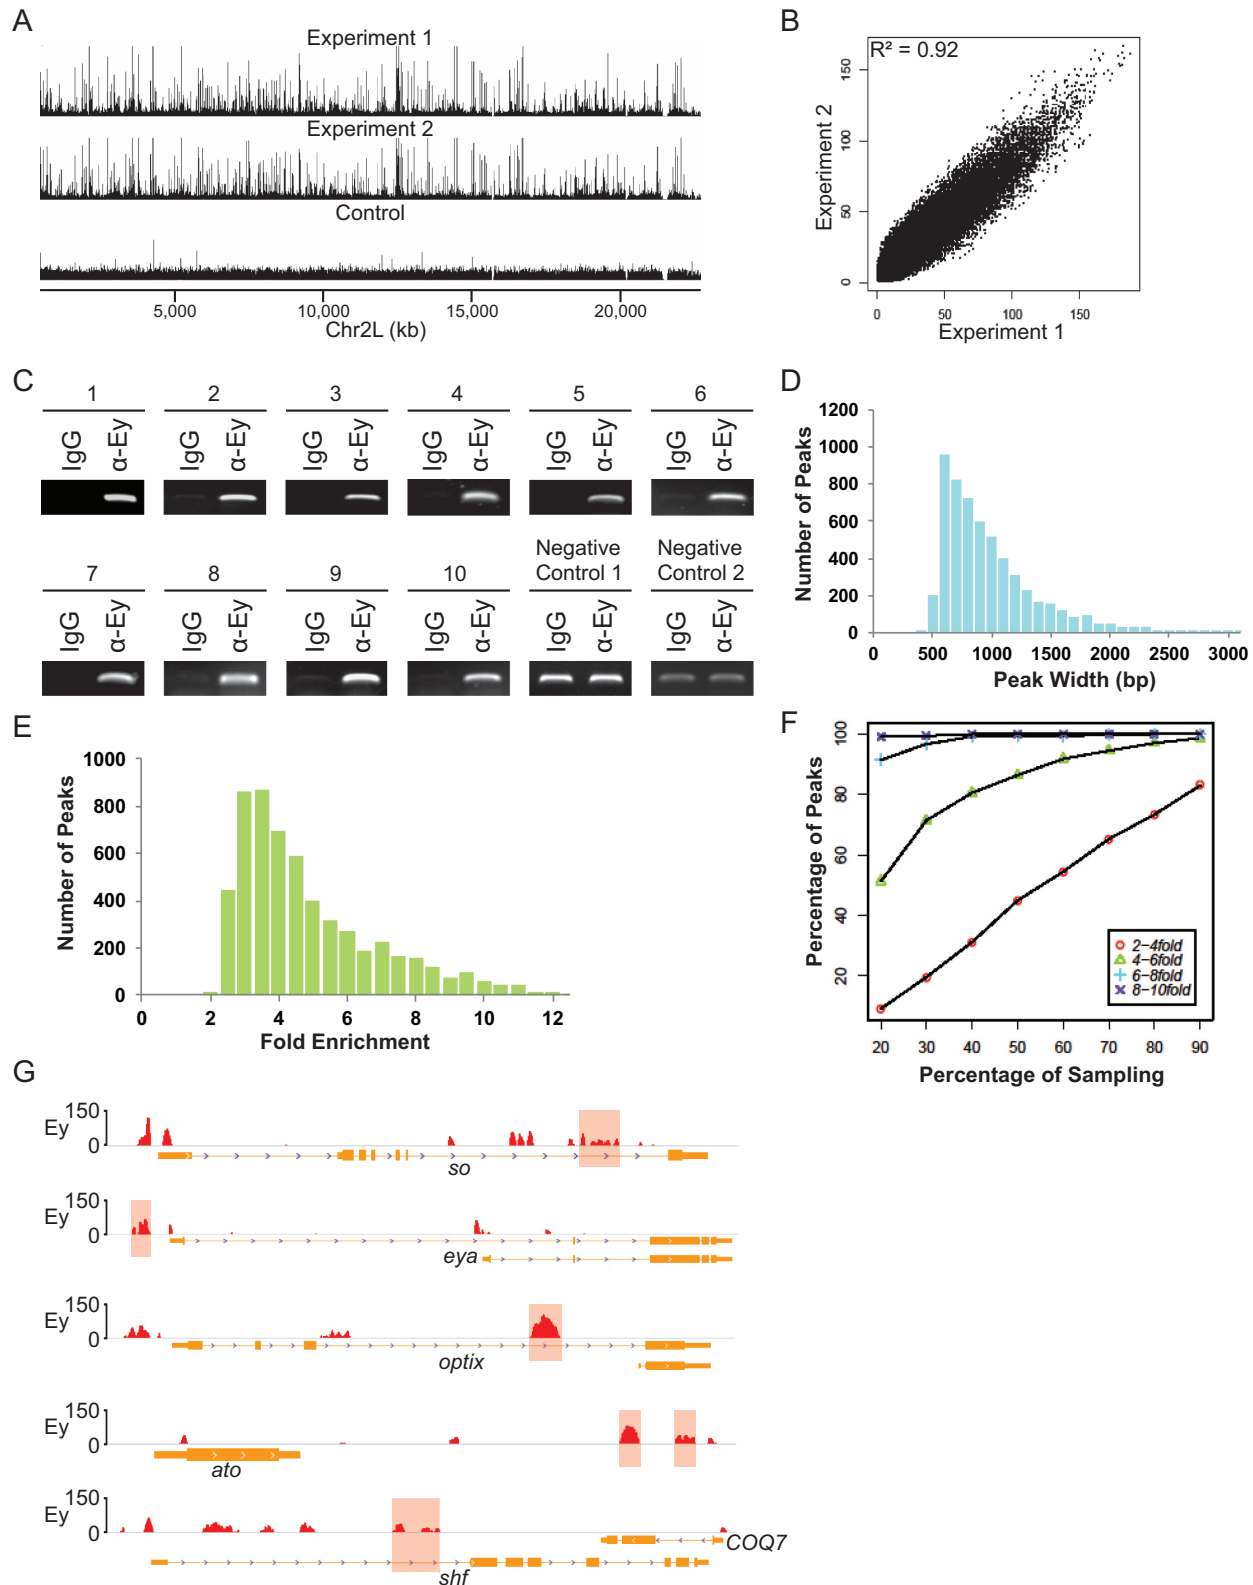 A
Experiment 1
Experiment 2
Control
5,000 10,000 15,000 20,000
Chr2L (kb)
B
R² = 0.92
Experiment 2
0 50 100 150
0 50 100 150
Experiment 1
C
1 2 3 4 5 6
IgG α-Ey IgG α-Ey IgG α-Ey IgG α-Ey IgG α-Ey IgG α-Ey
7 8 9 10 Negative Control 1 Negative Control 2
IgG α-Ey IgG α-Ey IgG α-Ey IgG α-Ey IgG α-Ey IgG α-Ey
D
Number of Peaks
1200
1000
800
600
400
200
0
0 500 1000 1500 2000 2500 3000
Peak Width (bp)
E
Number of Peaks
1000
800
600
400
200
0
0 2 4 6 8 10 12
Fold Enrichment
F
Percentage of Peaks
100
80
60
40
20
2-4fold
4-6fold
6-8fold
8-10fold
20 30 40 50 60 70 80 90
Percentage of Sampling
G
Ey 150
0
so
Ey 150
0
eya
Ey 150
0
optix
Ey 150
0
ato
Ey 150
0
COQ7
shf